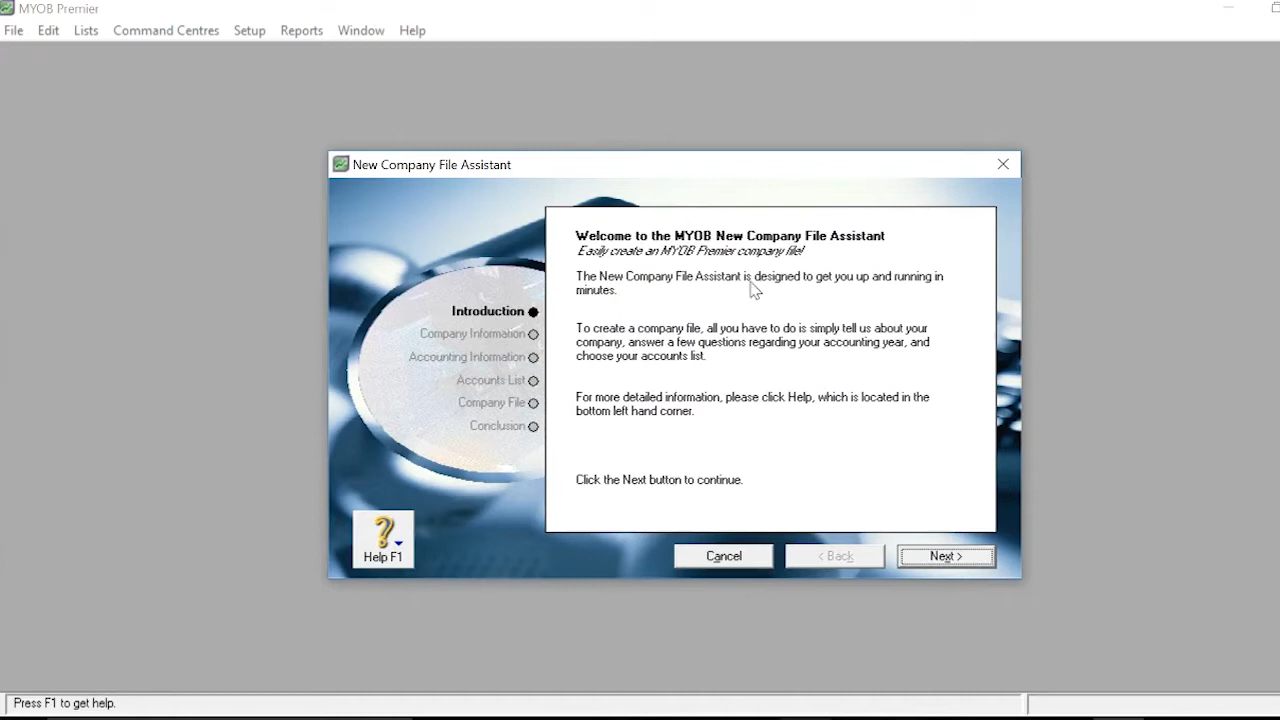 MYOB Premier
File Edit Lists Command Centres Setup Reports Window Help
New Company File Assistant
Welcome to the MYOB New Company File Assistant
Easily create an MYOB Premier company file!
The New Company File Assistant is designed to get you up and running in
minutes.
Introduction
Company Information
Accounting Information
Accounts List
Company File
Conclusion
To create a company file, all you have to do is simply tell us about your
company, answer a few questions regarding your accounting year, and
choose your accounts list.
For more detailed information, please click Help, which is located in the
bottom left hand corner.
Click the Next button to continue.
Help F1
Cancel < Back Next >
Press F1 to get help.